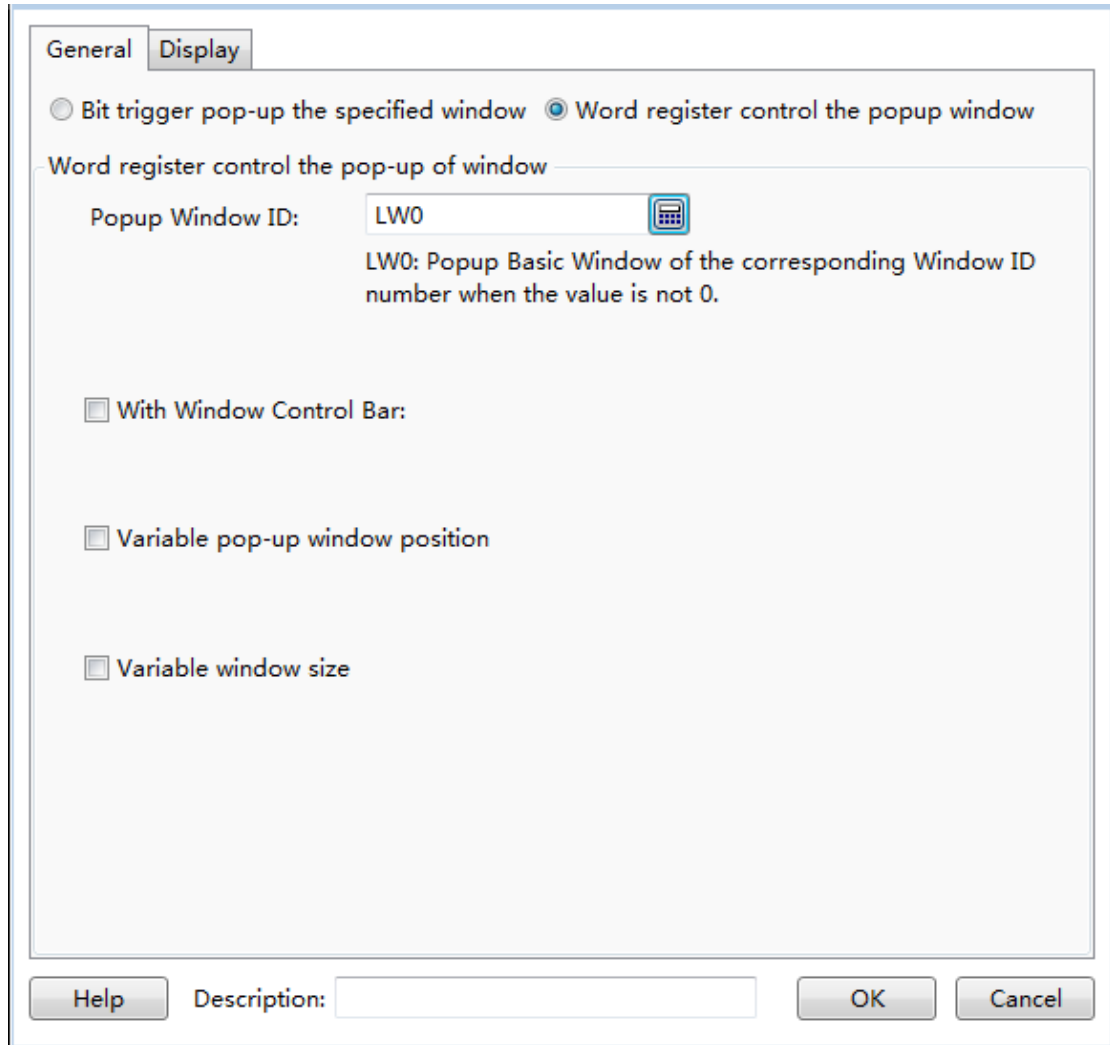 General Display
Bit trigger pop-up the specified window Word register control the popup window
Word register control the pop-up of window
Popup Window ID: LW0
LW0: Popup Basic Window of the corresponding Window ID
number when the value is not 0.
With Window Control Bar:
Variable pop-up window position
Variable window size
Help Description: OK Cancel